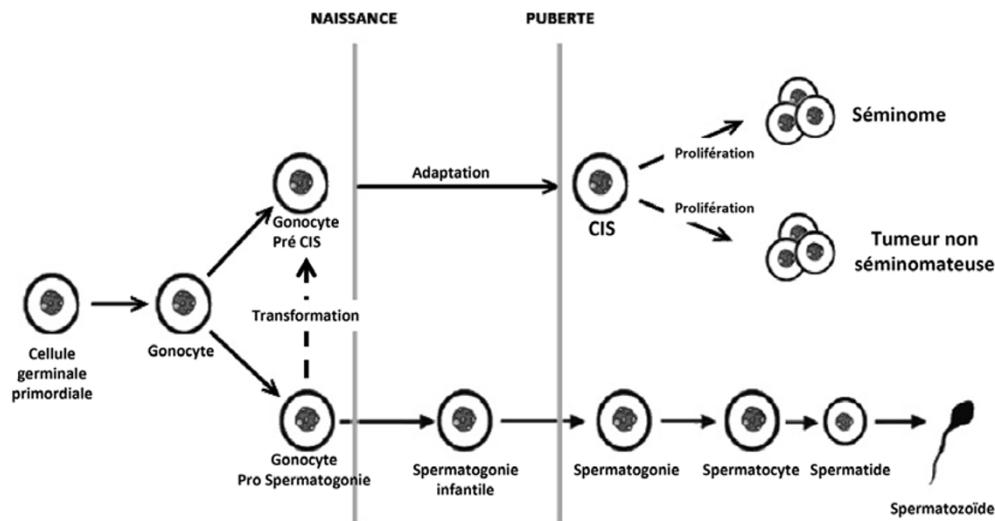 NAISSANCE
PUBERTE
Séminome
Prolifération
Adaptation
Gonocyte
Pré CIS
CIS
Prolifération
Tumeur non
séminomateuse
Transformation
Cellule
germinale
primordiale
Gonocyte
Gonocyte
Pro Spermatogonie
Spermatogonie
infantile
Spermatogonie
Spermatocyte
Spermatide
Spermatozoïde